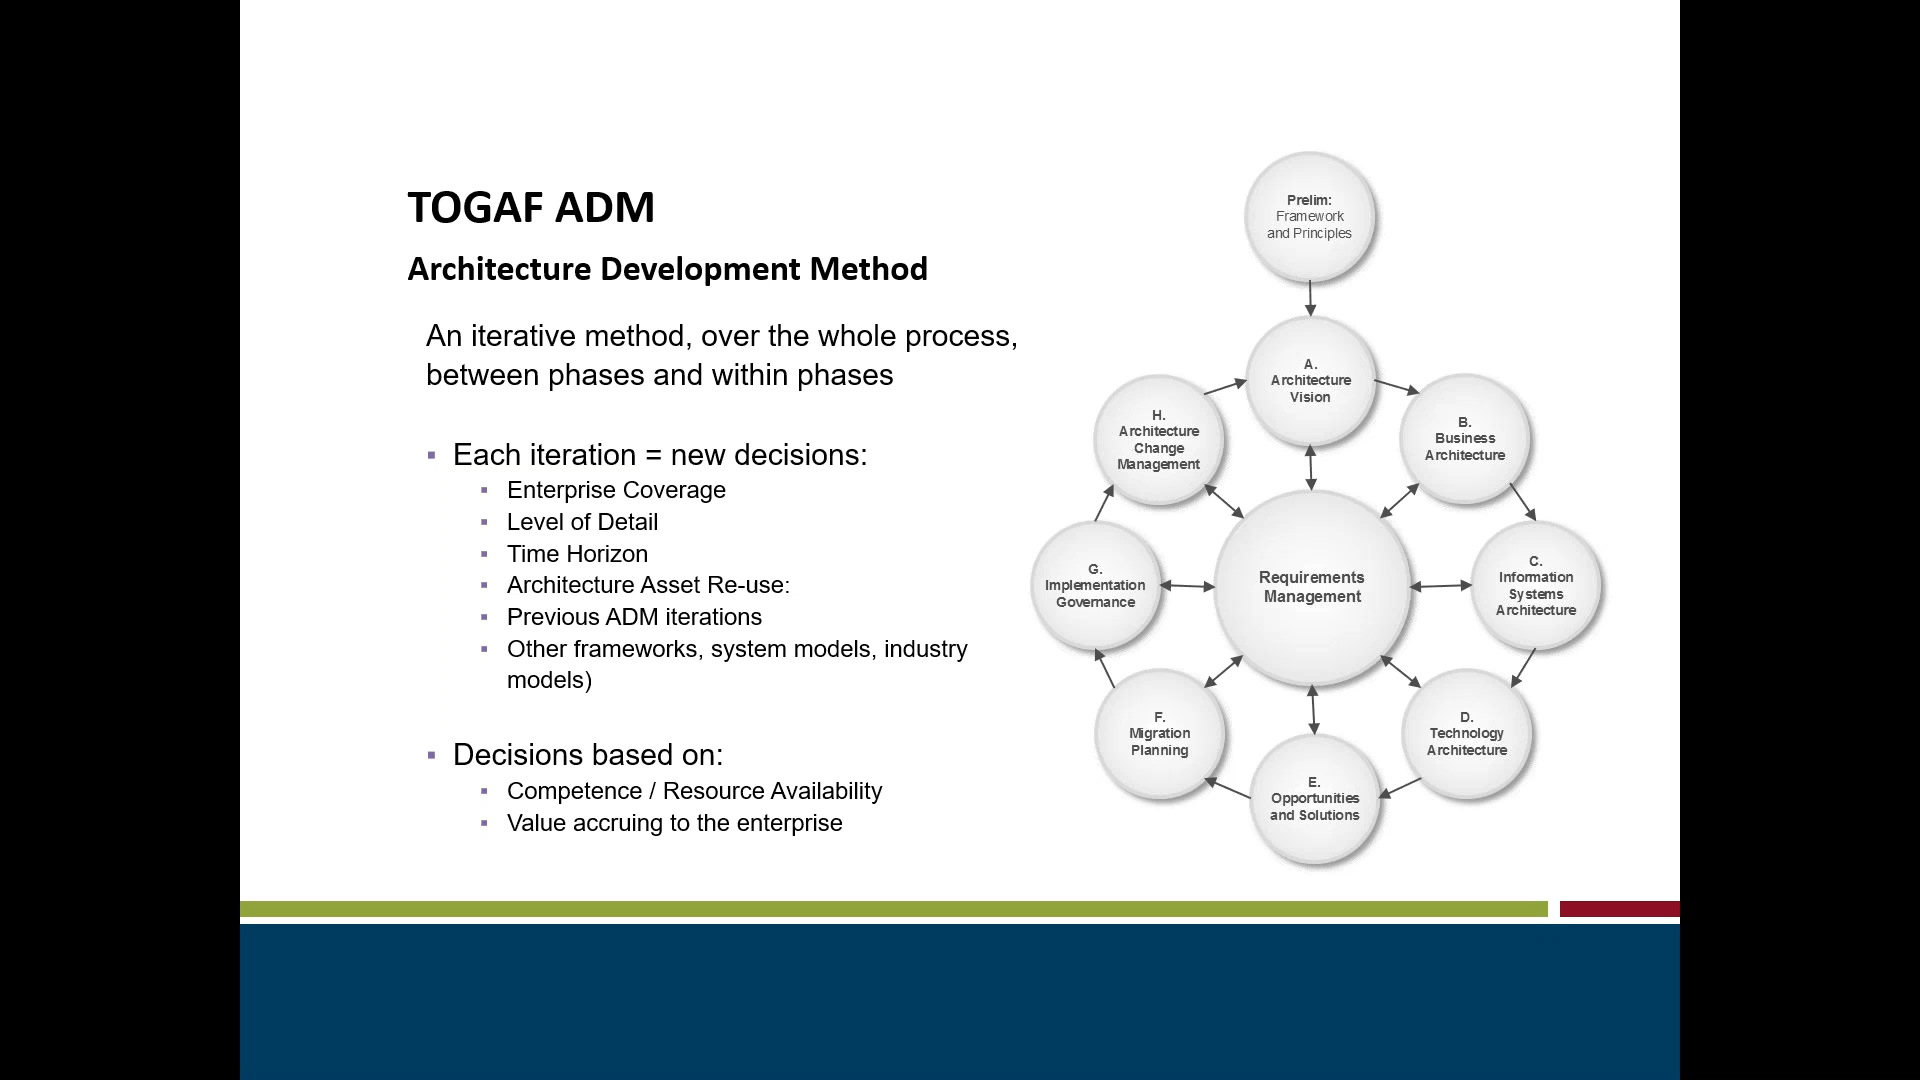 TOGAF ADM
Architecture Development Method
An iterative method, over the whole process,
between phases and within phases
▪ Each iteration = new decisions:
▪ Enterprise Coverage
▪ Level of Detail
▪ Time Horizon
▪ Architecture Asset Re-use:
▪ Previous ADM iterations
▪ Other frameworks, system models, industry
models)
▪ Decisions based on:
▪ Competence / Resource Availability
▪ Value accruing to the enterprise
Prelim:
Framework
and Principles
A.
Architecture
Vision
B.
Business
Architecture
C.
Information
Systems
Architecture
D.
Technology
Architecture
E.
Opportunities
and Solutions
F.
Migration
Planning
G.
Implementation
Governance
H.
Architecture
Change
Management
Requirements
Management